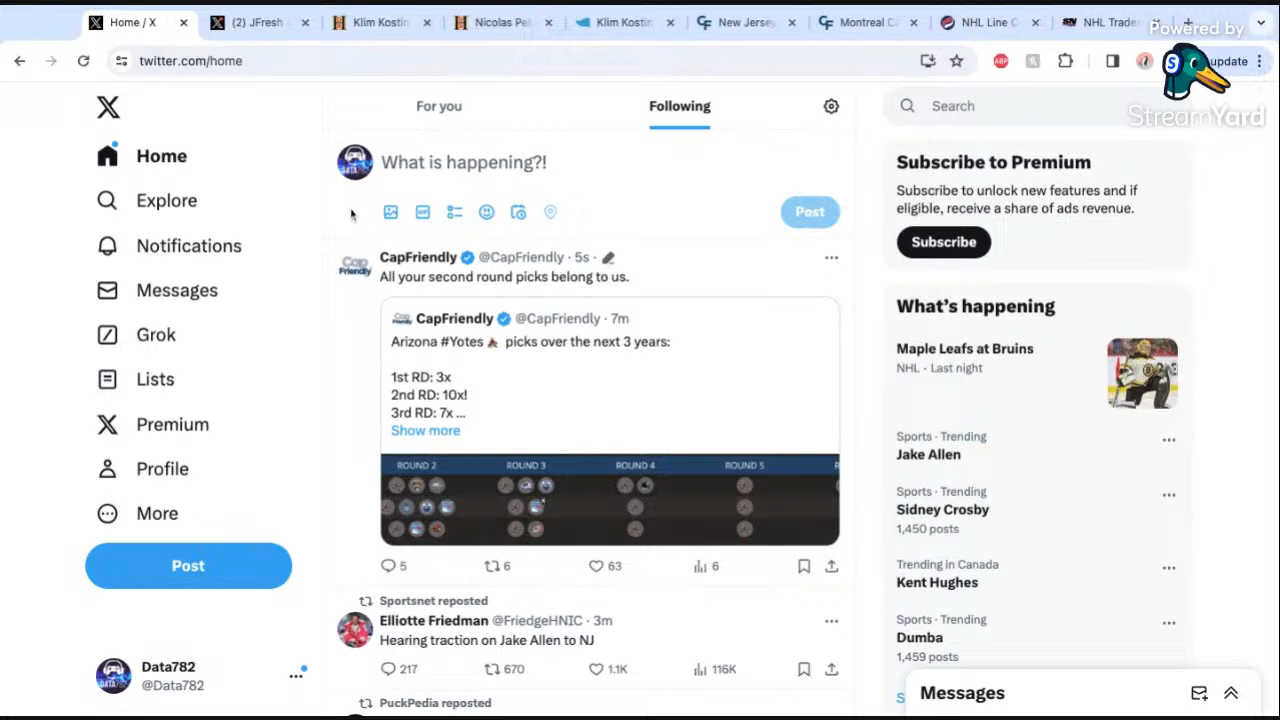 Home / X
(2) JFresh
Klim Kostin
Nicolas Pe
Klim Kostin
New Jersey
Montreal Ca
NHL Line C
NHL Trade
Powered by
twitter.com/home
update
StreamYard
For you
Following
Search
Home
Explore
Notifications
Messages
Grok
Lists
Premium
Profile
More
Post
Data782
@Data782
What is happening?!
Post
CapFriendly @CapFriendly · 5s ·
All your second round picks belong to us.
CapFriendly @CapFriendly · 7m
Arizona #Yotes picks over the next 3 years:
1st RD: 3x
2nd RD: 10x!
3rd RD: 7x ...
Show more
ROUND 2 ROUND 3 ROUND 4 ROUND 5
5 6 63 6
Sportsnet reposted
Elliotte Friedman @FriedgeHNIC · 3m
Hearing traction on Jake Allen to NJ
217 670 1.1K 116K
PuckPedia reposted
Subscribe to Premium
Subscribe to unlock new features and if
eligible, receive a share of ads revenue.
Subscribe
What's happening
Maple Leafs at Bruins
NHL · Last night
Sports · Trending
Jake Allen
Sports · Trending
Sidney Crosby
1,450 posts
Trending in Canada
Kent Hughes
Sports · Trending
Dumba
1,459 posts
Messages